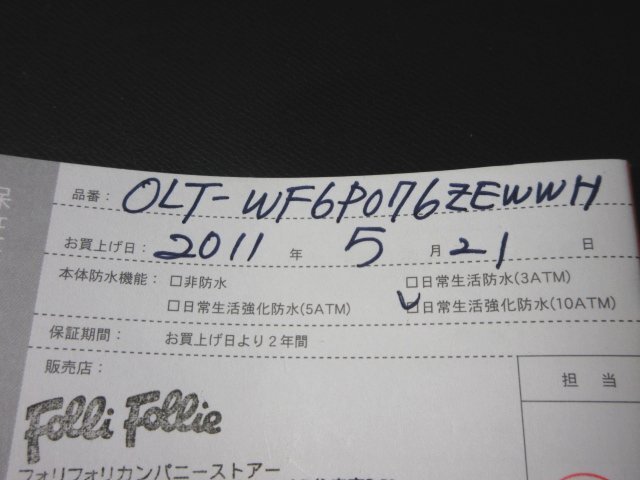 品番: OLT-WF6P076ZEWWH
お買上げ日: 2011 年 5 月 21 日
本体防水機能: □非防水 □日常生活防水(3ATM)
□日常生活強化防水(5ATM) ☑日常生活強化防水(10ATM)
保証期間: お買上げ日より2年間
販売店:
担当
Folli Follie
フォリフォリカンパニーストアー